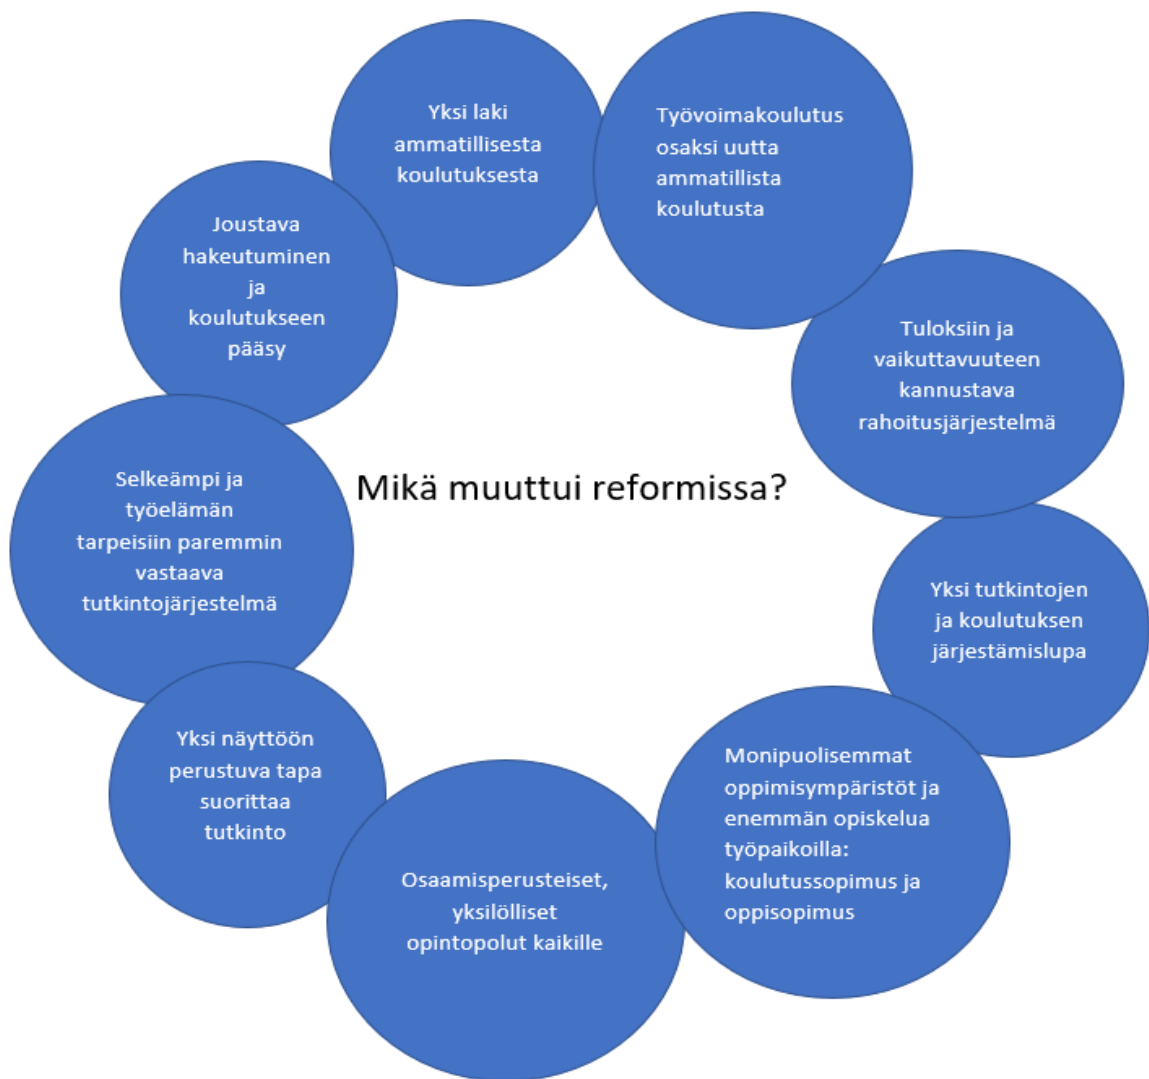 Yksi laki
ammatillisesta
koulutuksesta
Työvoimakoulutus
osaksi uutta
ammatillista
koulutusta
Tuloksiin ja
vaikuttavuuteen
kannustava
rahoitusjärjestelmä
Yksi tutkintojen
ja koulutuksen
järjestämislupa
Monipuolisemmat
oppimisympäristöt ja
enemmän opiskelua
työpaikoilla:
koulutussopimus ja
oppisopimus
Osaamisperusteiset,
yksilölliset
opintopolut kaikille
Yksi näyttöön
perustuva tapa
suorittaa
tutkinto
Selkeämpi ja
työelämän
tarpeisiin paremmin
vastaava
tutkintojärjestelmä
Joustava
hakeutuminen
ja
koulutukseen
pääsy
Mikä muuttui reformissa?